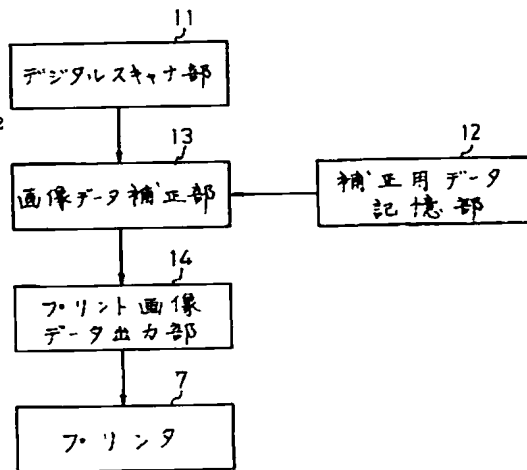 11
デジタルスキャナ部
13
画像データ補正部
12
補正用データ
記憶部
14
プリント画像
データ出力部
7
プリンタ